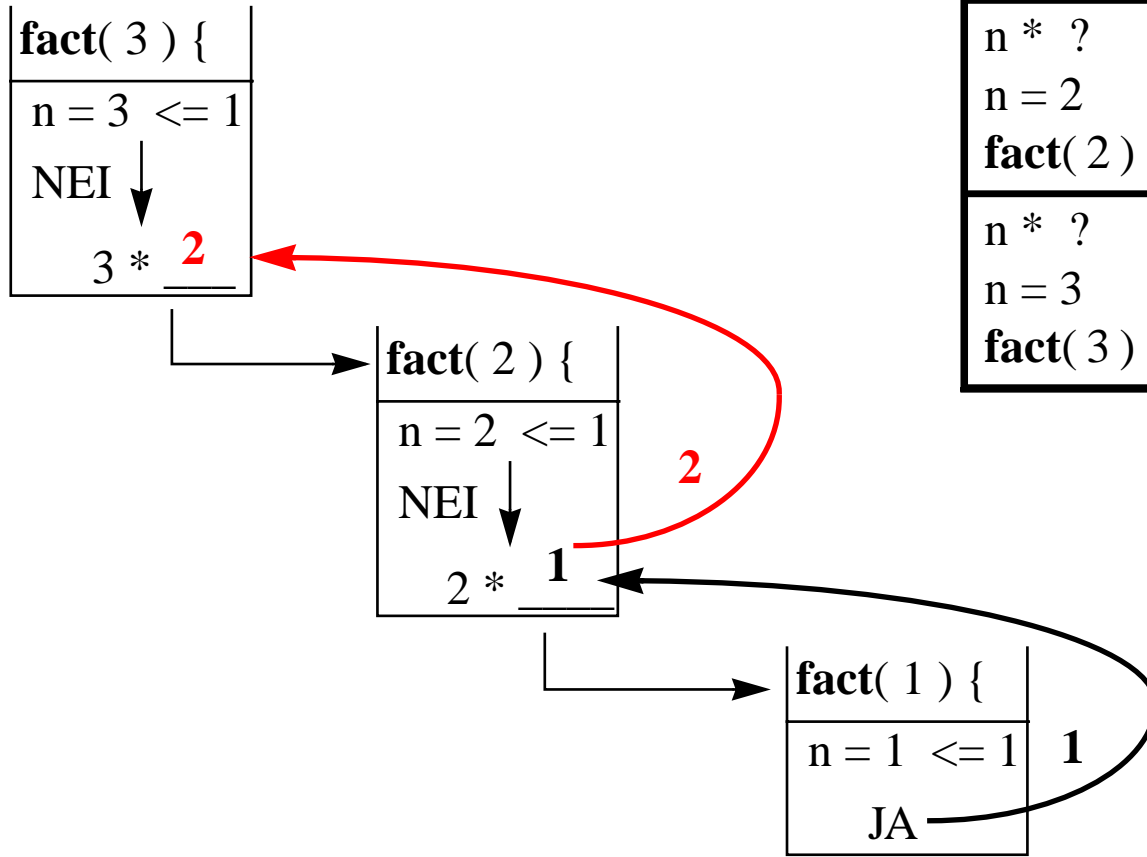 fact( 3 ) {
n = 3 <= 1
NEI
3 * 2
n * ?
n = 2
fact( 2 )
n * ?
n = 3
fact( 3 )
fact( 2 ) {
n = 2 <= 1
NEI
2 * 1
2
fact( 1 ) {
n = 1 <= 1
JA
1